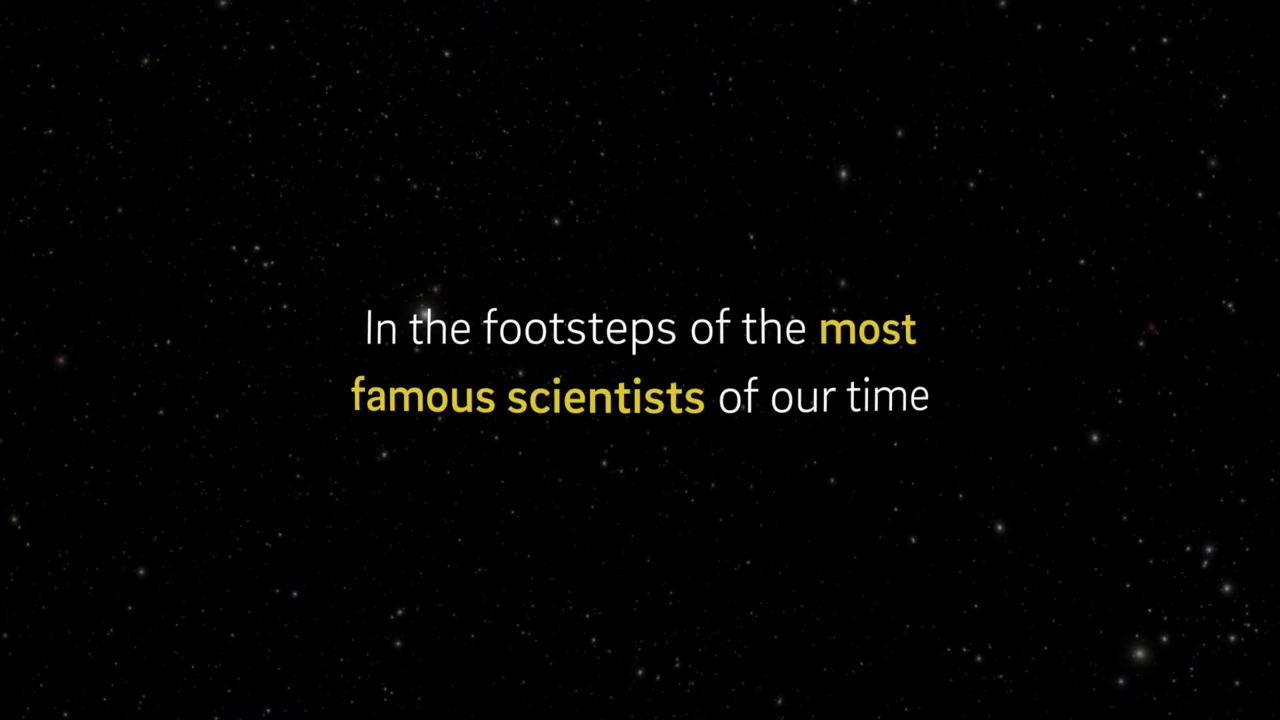 In the footsteps of the most
famous scientists of our time